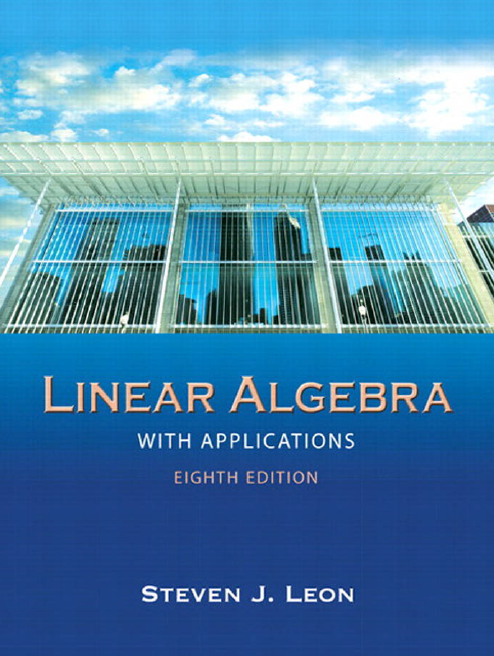 LINEAR ALGEBRA
WITH APPLICATIONS
EIGHTH EDITION
STEVEN J. LEON